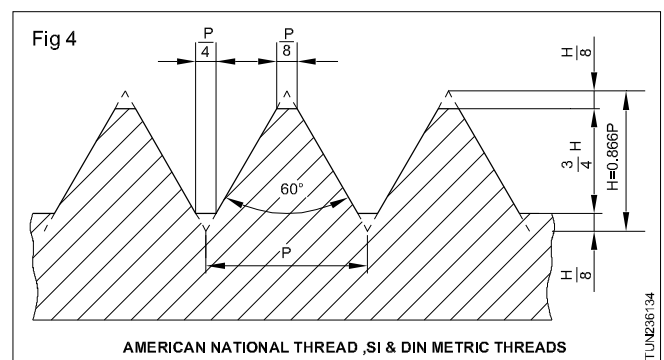 Fig 4
P
4
P
8
H
8
3
4
H
H=0.866P
60°
P
H
8
TUN236134
AMERICAN NATIONAL THREAD ,SI & DIN METRIC THREADS